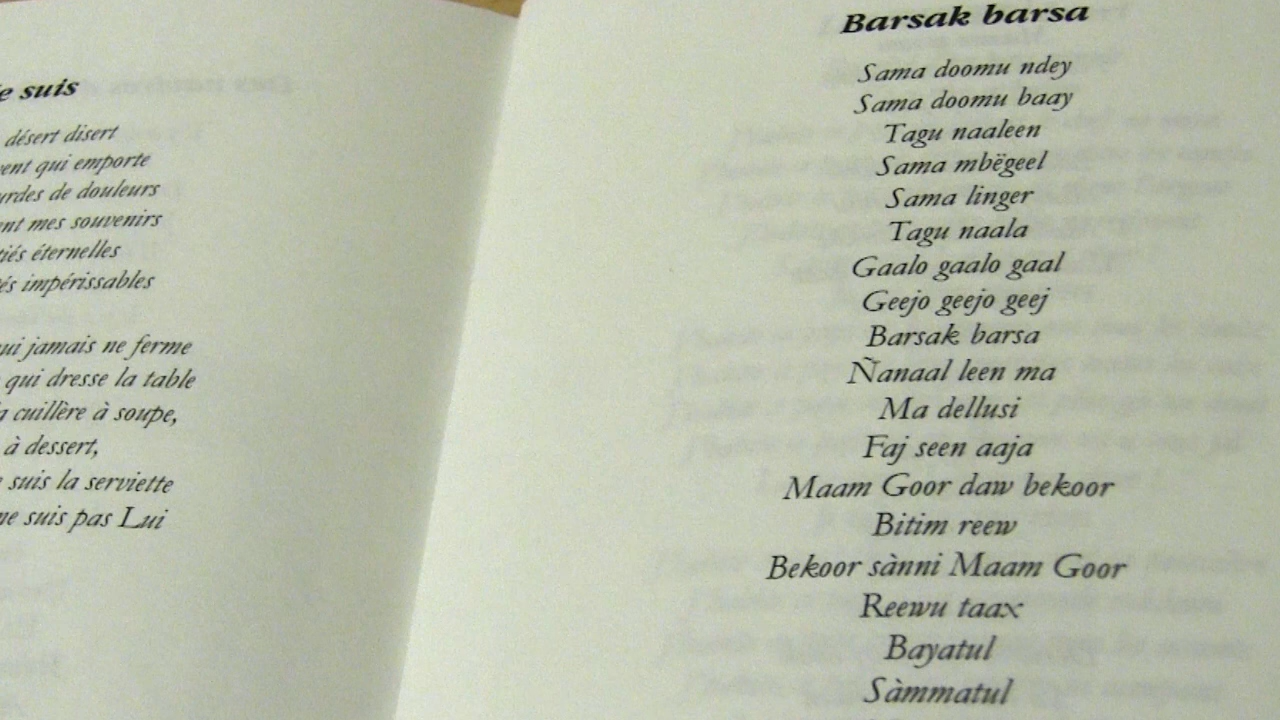 e suis
désert disert
vent qui emporte
urdes de douleurs
ent mes souvenirs
tiés éternelles
és impérissables
ui jamais ne ferme
qui dresse la table
a cuillère à soupe,
à dessert,
e suis la serviette
ne suis pas Lui
Barsak barsa
Sama doomu ndey
Sama doomu baay
Tagu naaleen
Sama mbëgeel
Sama linger
Tagu naala
Gaalo gaalo gaal
Geejo geejo geej
Barsak barsa
Ñanaal leen ma
Ma dellusi
Faj seen aaja
Maam Goor daw bekoor
Bitim reew
Bekoor sànni Maam Goor
Reewu taax
Bayatul
Sàmmatul